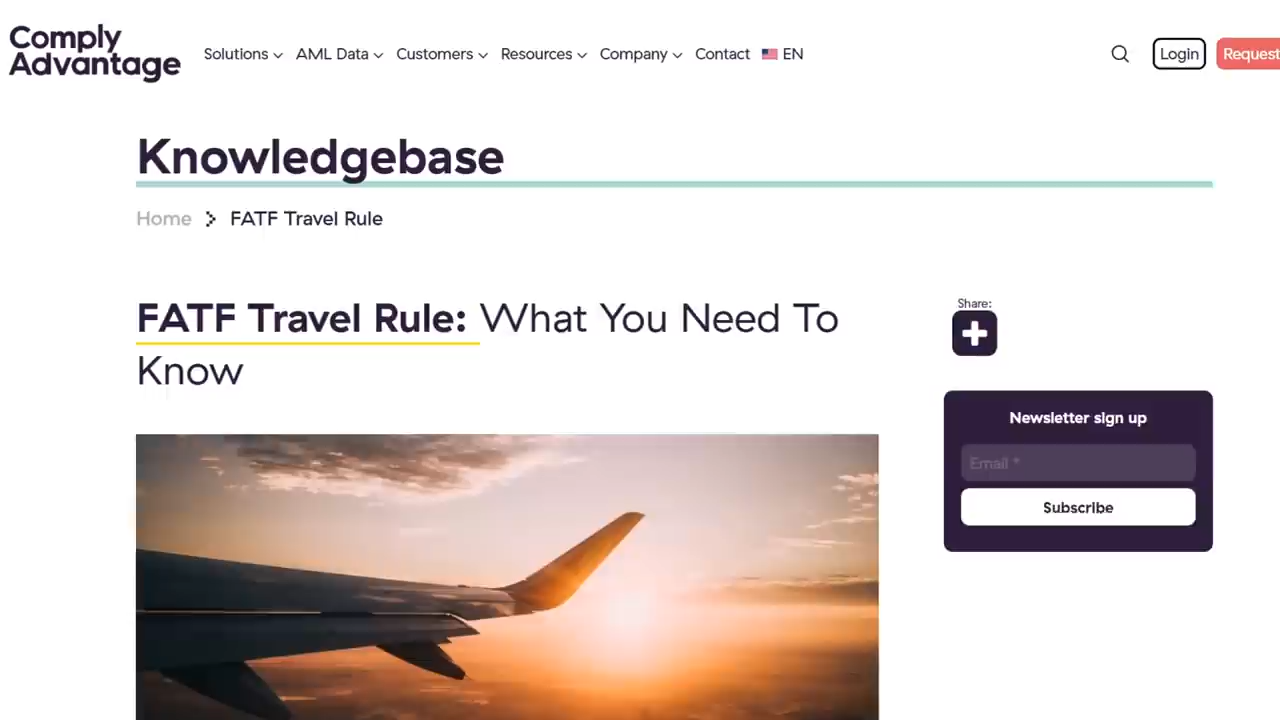 Comply
Advantage
Solutions AML Data Customers Resources Company Contact EN
Login
Request
Knowledgebase
Home FATF Travel Rule
FATF Travel Rule: What You Need To
Know
Share:
Newsletter sign up
Email *
Subscribe